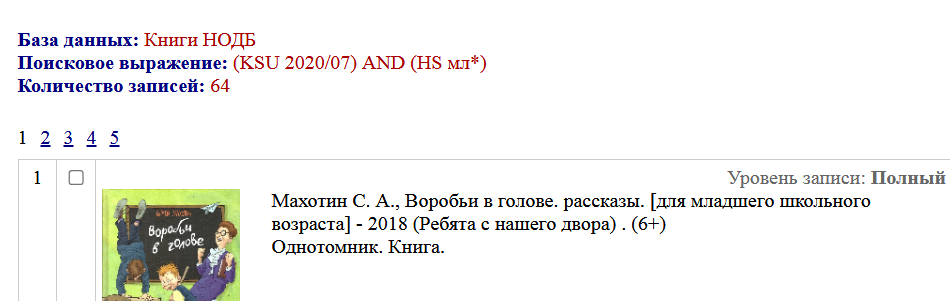 База данных: Книги НОДБ
Поисковое выражение: (KSU 2020/07) AND (HS мл*)
Количество записей: 64
1 2 3 4 5
1
Уровень записи: Полный
Махотин С. А., Воробьи в голове. рассказы. [для младшего школьного
возраста] - 2018 (Ребята с нашего двора) . (6+)
Однотомник. Книга.
Воробьи
в голове